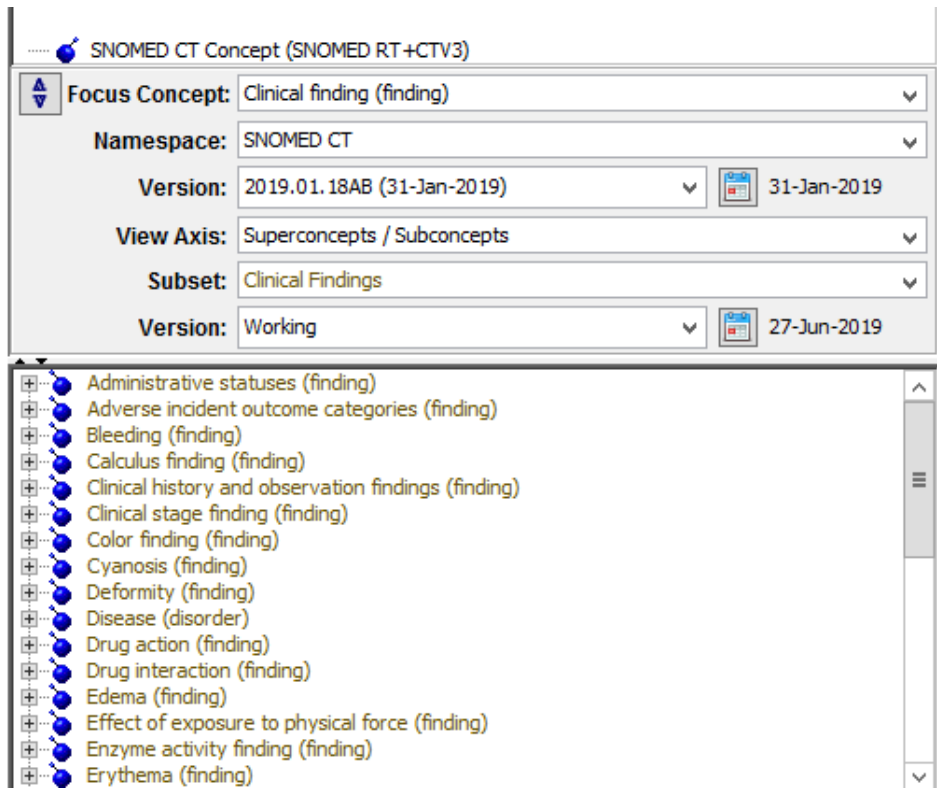 SNOMED CT Concept (SNOMED RT+CTV3)
Focus Concept: Clinical finding (finding)
Namespace: SNOMED CT
Version: 2019.01.18AB (31-Jan-2019) 31-Jan-2019
View Axis: Superconcepts / Subconcepts
Subset: Clinical Findings
Version: Working 27-Jun-2019
Administrative statuses (finding)
Adverse incident outcome categories (finding)
Bleeding (finding)
Calculus finding (finding)
Clinical history and observation findings (finding)
Clinical stage finding (finding)
Color finding (finding)
Cyanosis (finding)
Deformity (finding)
Disease (disorder)
Drug action (finding)
Drug interaction (finding)
Edema (finding)
Effect of exposure to physical force (finding)
Enzyme activity finding (finding)
Erythema (finding)